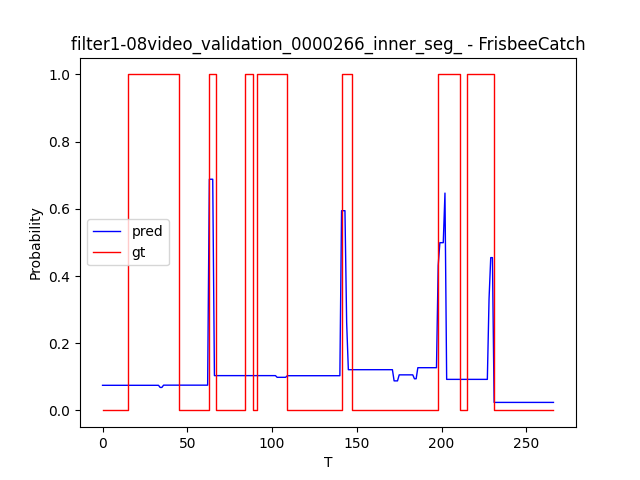 filter1-08video_validation_0000266_inner_seg_ - FrisbeeCatch
1.0
0.8
0.6
0.4
0.2
0.0
Probability
pred
gt
0
50
100
150
200
250
T